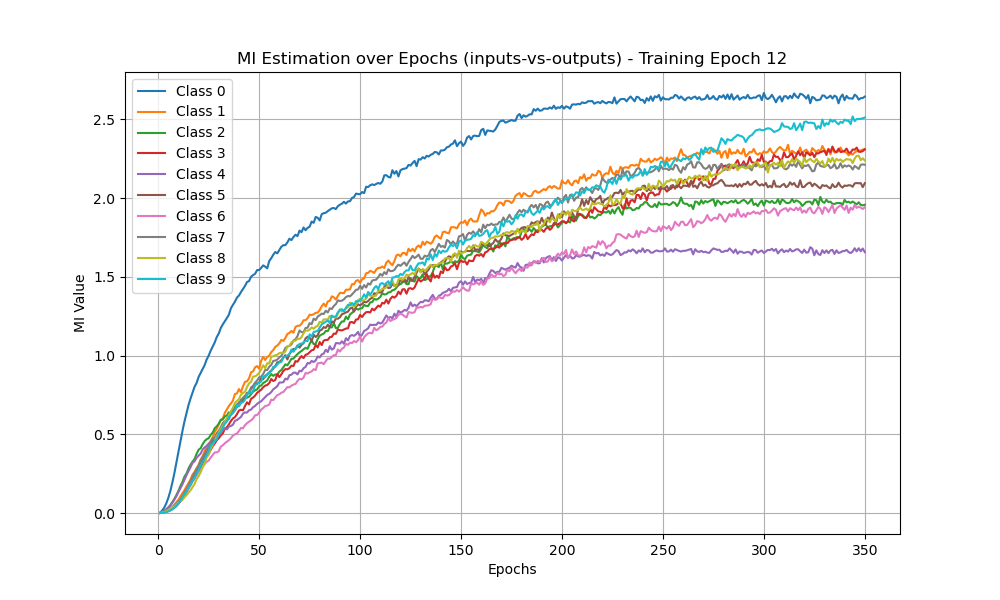 MI Estimation over Epochs (inputs-vs-outputs) - Training Epoch 12
MI Value
2.5
2.0
1.5
1.0
0.5
0.0
Class 0
Class 1
Class 2
Class 3
Class 4
Class 5
Class 6
Class 7
Class 8
Class 9
0 50 100 150 200 250 300 350
Epochs